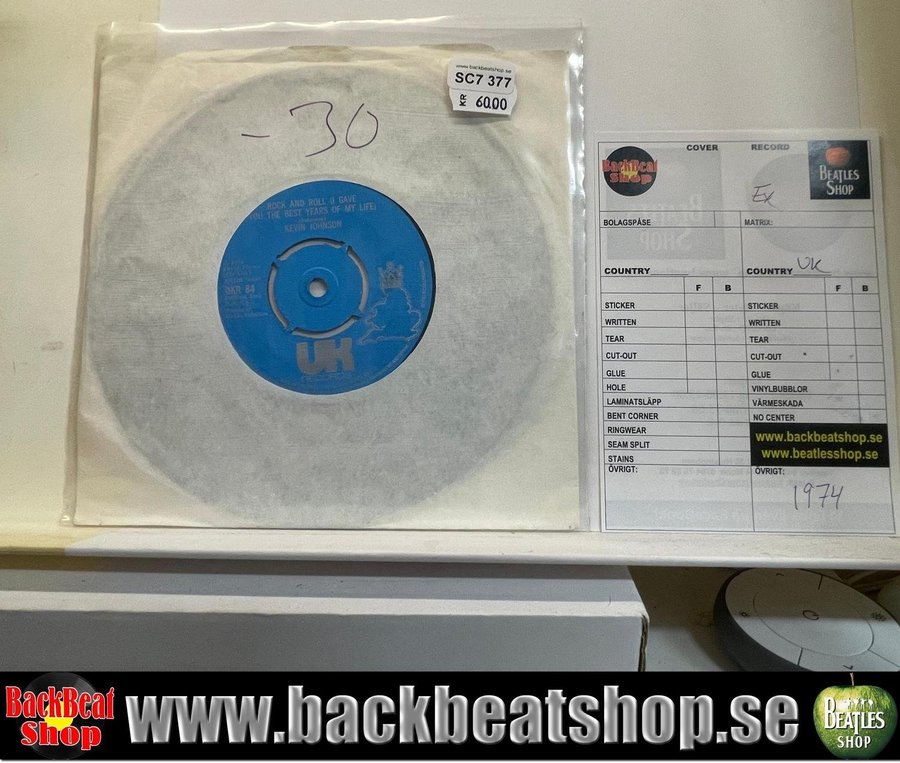 www.backbeatshop.se
SC7 377
KR 60.00
- 30
ROCK AND ROLL (I GAVE
YOU THE BEST YEARS OF MY LIFE)
KEVIN JOHNSON
UKR 84
UK
COVER RECORD
BackBeat
Shop
BEATLES
SHOP
Ex
BOLAGSPÅSE MATRIX:
COUNTRY COUNTRY UK
F B F B
STICKER STICKER
WRITTEN WRITTEN
TEAR TEAR
CUT-OUT CUT-OUT
GLUE GLUE
HOLE VINYLBUBBLOR
LAMINATSLÄPP VÄRMESKADA
BENT CORNER NO CENTER
RINGWEAR
SEAM SPLIT
STAINS
www.backbeatshop.se
www.beatlesshop.se
ÖVRIGT: ÖVRIGT:
1974
BackBeat
Shop
www.backbeatshop.se
BEATLES
SHOP